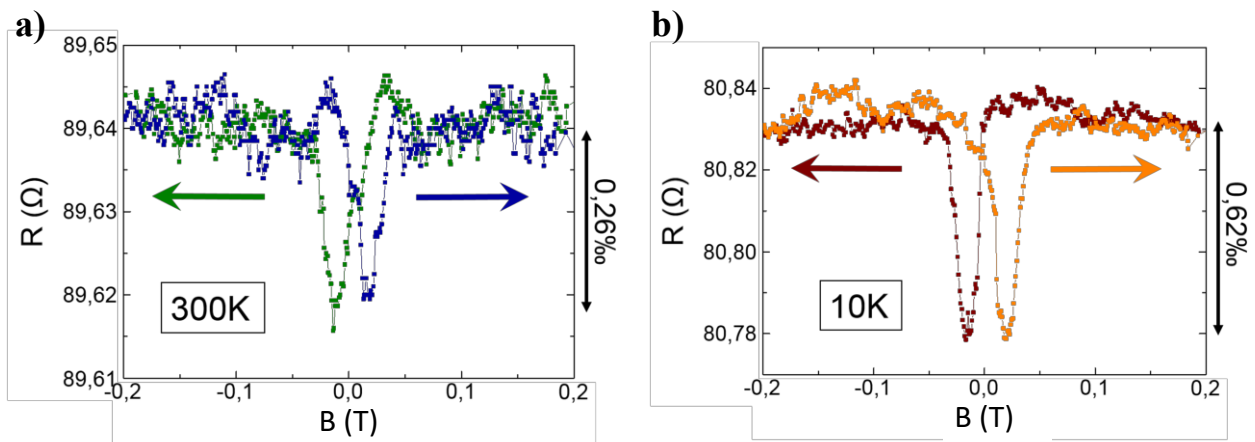 a)
89,65
89,64
89,63
89,62
89,61
R (Ω)
300K
0,26‰
-0,2
-0,1
0,0
0,1
0,2
B (T)
b)
80,84
80,82
80,80
80,78
R (Ω)
10K
0,62‰
-0,2
-0,1
0,0
0,1
0,2
B (T)